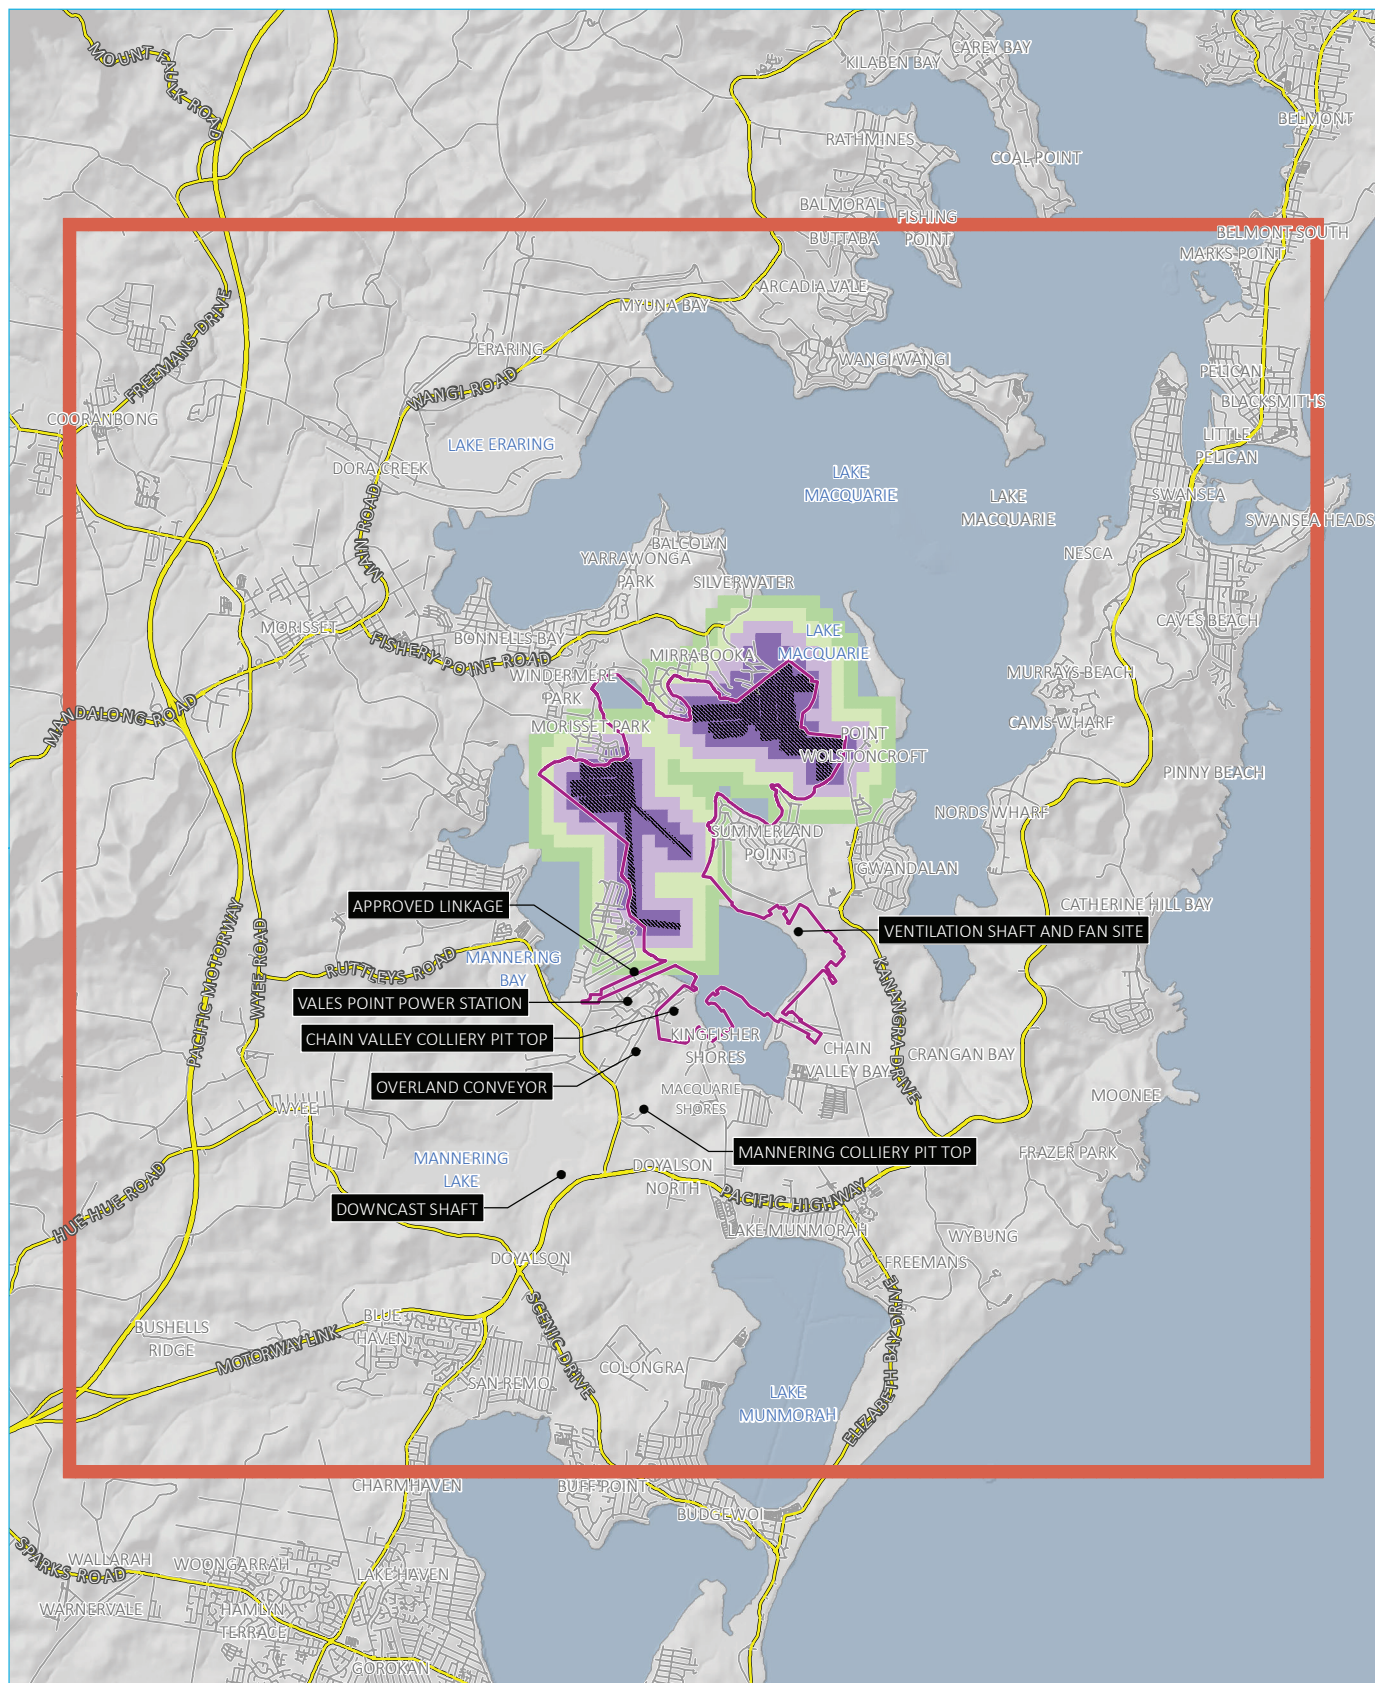 CAREY BAY
KILABEN BAY
MOUNT FAULK ROAD
BELMONT
RATHMINES
COAL POINT
BALMORAL
FISHING
POINT
BUTTABA
BELMONT SOUTH
MARKS POINT
ARCADIA VALE
MYUNA BAY
FREEMANS DRIVE
ERARING
WANGI WANGI
WANGI ROAD
PELICAN
BLACKSMITHS
COORANBONG
LAKE ERARING
LITTLE
PELICAN
DORA CREEK
LAKE
MACQUARIE
LAKE
MACQUARIE
SWANSEA
SWANSEA HEADS
MAIN ROAD
BALCOLYN
YARRAWONGA
PARK
NESCA
SILVERWATER
MORISSET
BONNELLS BAY
LAKE
MACQUARIE
CAVES BEACH
FISHERY POINT ROAD
MIRRABOOKA
WINDERMERE
PARK
MURRAYS BEACH
MANDALONG ROAD
MORISSET PARK
CAMS WHARF
POINT
WOLSTONCROFT
PINNY BEACH
NORDS WHARF
SUMMERLAND
POINT
GWANDALAN
APPROVED LINKAGE
CATHERINE HILL BAY
VENTILATION SHAFT AND FAN SITE
PACIFIC MOTORWAY
WYEE ROAD
RUTTLEYS ROAD
MANNERING
BAY
KANANGRA DRIVE
VALES POINT POWER STATION
CHAIN VALLEY COLLIERY PIT TOP
KINGFISHER
SHORES
CHAIN
VALLEY BAY
CRANGAN BAY
OVERLAND CONVEYOR
MACQUARIE
SHORES
MOONEE
WYEE
MANNERING COLLIERY PIT TOP
FRAZER PARK
MANNERING
LAKE
DOYALSON
NORTH
HUE HUE ROAD
DOWNCAST SHAFT
PACIFIC HIGHWAY
LAKE MUNMORAH
WYBUNG
DOYALSON
FREEMANS
BLUE
HAVEN
BUSHELLS
RIDGE
MOTORWAY LINK
SCENIC DRIVE
ELIZABETH BAY DRIVE
COLONGRA
SAN REMO
LAKE
MUNMORAH
CHARMHAVEN
BUFF POINT
BUDGEWOI
SPARKS ROAD
WALLARAH
WOONGARRAH
LAKE HAVEN
WARNERVALE
HAMLYN
TERRACE
GOROKAN